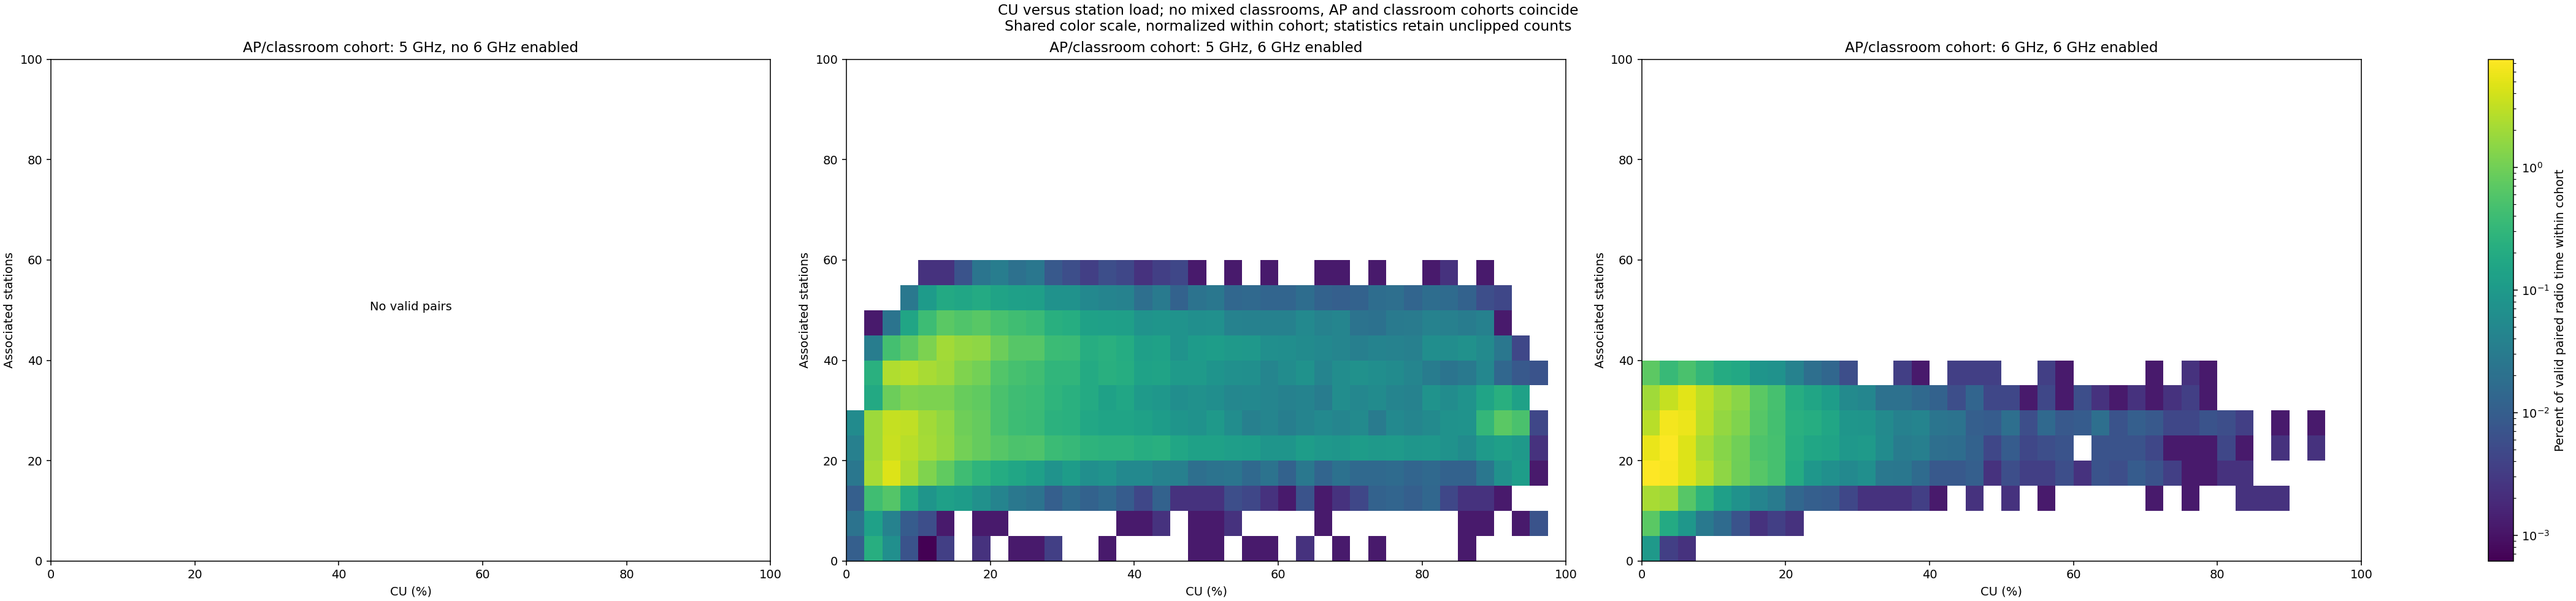 CU versus station load; no mixed classrooms, AP and classroom cohorts coincide
Shared color scale, normalized within cohort; statistics retain unclipped counts
AP/classroom cohort: 5 GHz, no 6 GHz enabled
100
80
60
40
20
0
Associated stations
No valid pairs
0 20 40 60 80 100
CU (%)
AP/classroom cohort: 5 GHz, 6 GHz enabled
100
80
60
40
20
0
Associated stations
0 20 40 60 80 100
CU (%)
AP/classroom cohort: 6 GHz, 6 GHz enabled
100
80
60
40
20
0
Associated stations
0 20 40 60 80 100
CU (%)
10⁰
10⁻¹
10⁻²
10⁻³
Percent of valid paired radio time within cohort